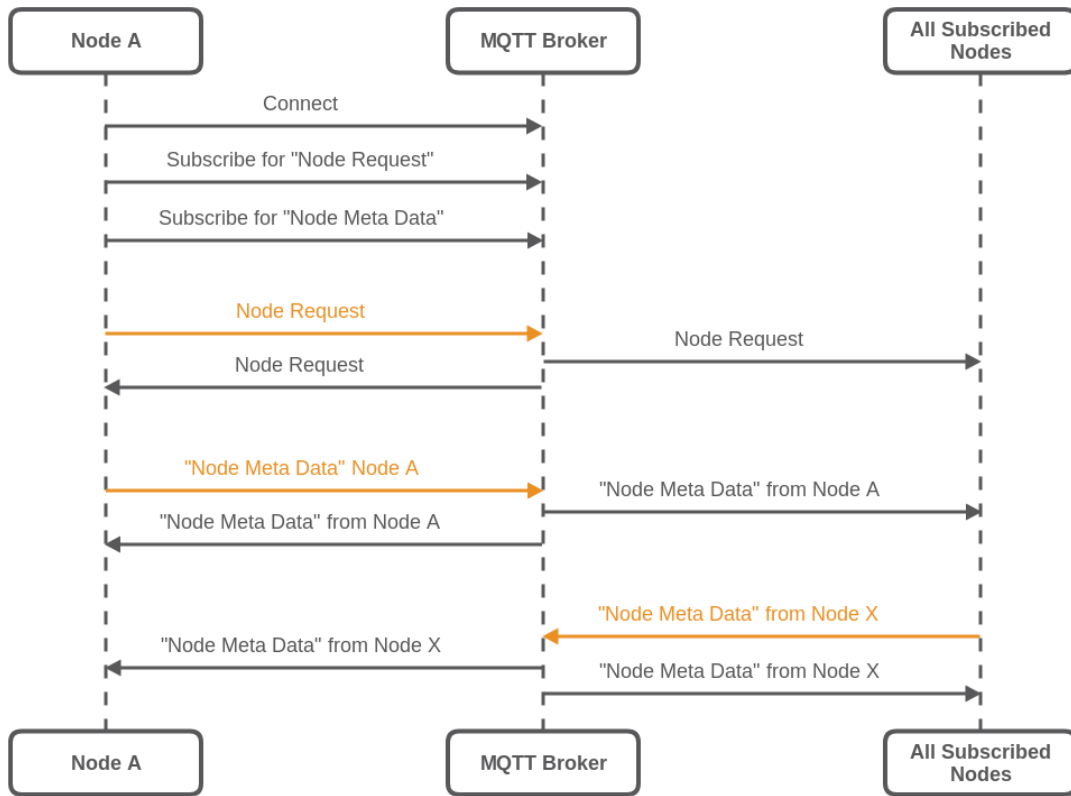 Node A
MQTT Broker
All Subscribed
Nodes
Connect
Subscribe for "Node Request"
Subscribe for "Node Meta Data"
Node Request
Node Request
Node Request
"Node Meta Data" Node A
"Node Meta Data" from Node A
"Node Meta Data" from Node A
"Node Meta Data" from Node X
"Node Meta Data" from Node X
"Node Meta Data" from Node X
Node A
MQTT Broker
All Subscribed
Nodes